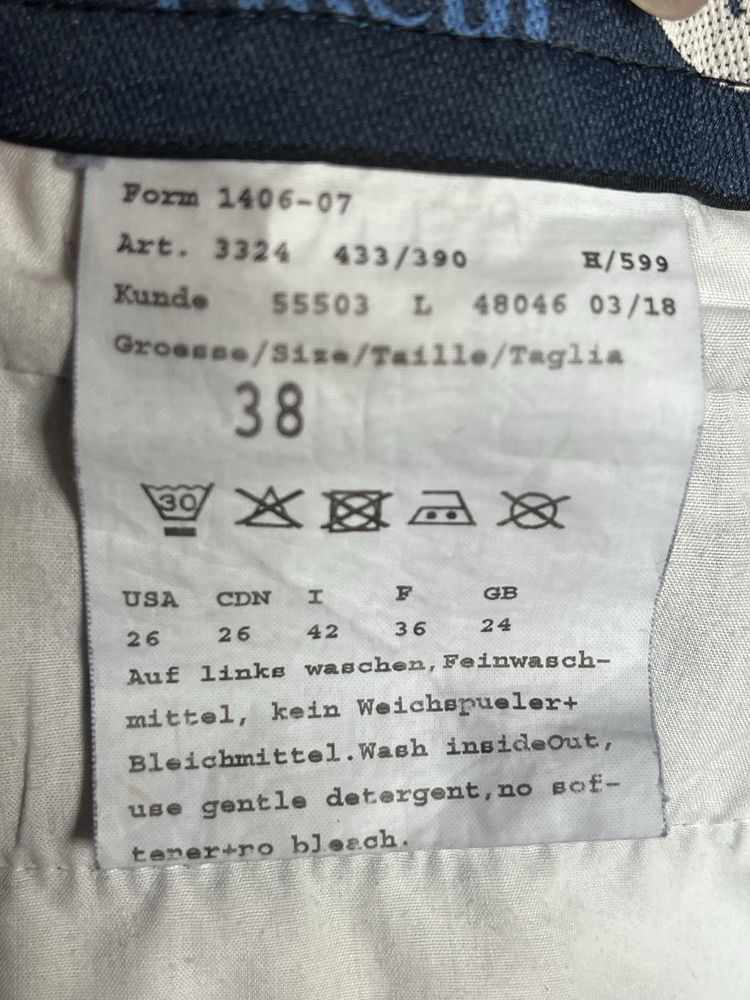 Form 1406-07
Art. 3324 433/390 H/599
Kunde 55503 L 48046 03/18
Groesse/Size/Taille/Taglia
38
30
USA CDN I F GB
26 26 42 36 24
Auf links waschen,Feinwasch-
mittel, kein Weichspueler+
Bleichmittel.Wash insideOut,
use gentle detergent,no sof-
tener+no bleach.